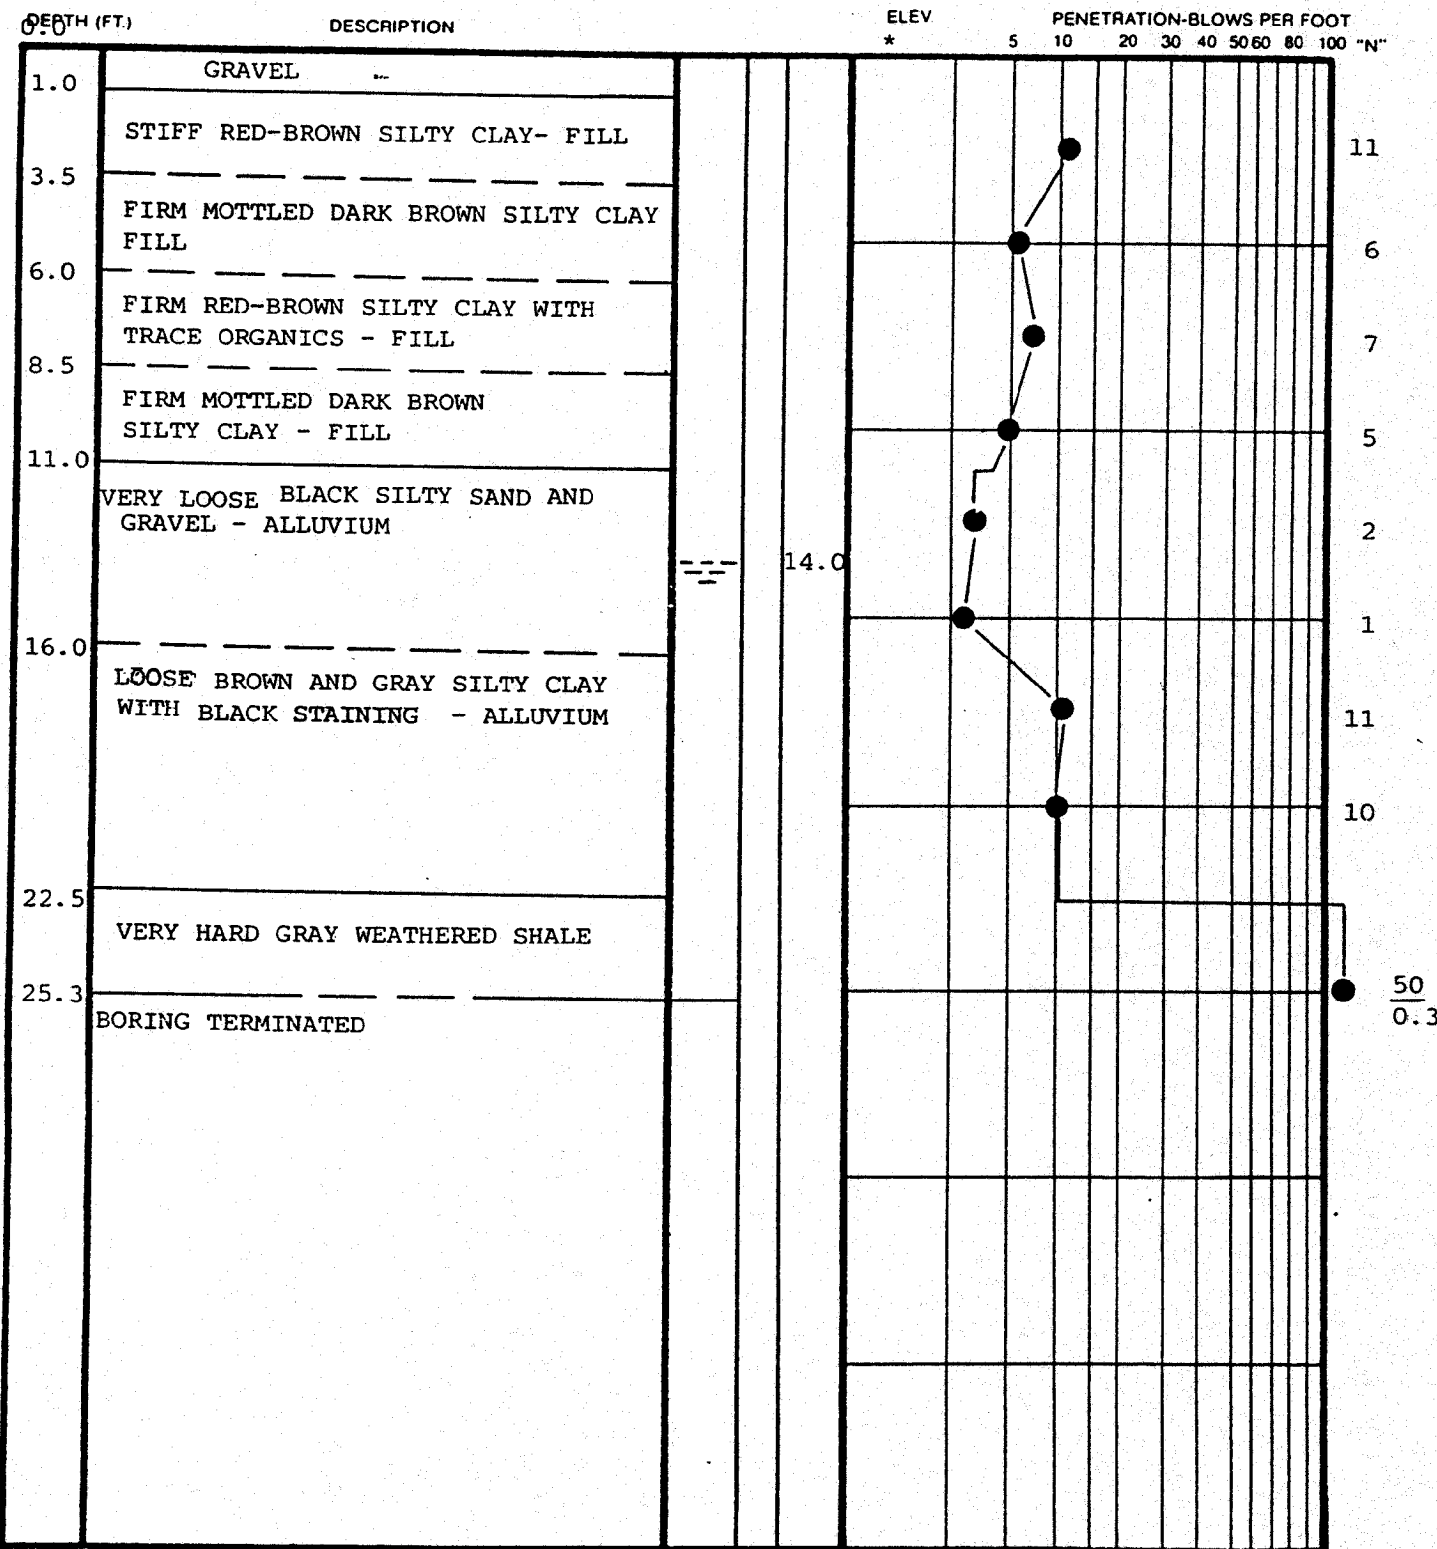 DEPTH (FT.) DESCRIPTION ELEV PENETRATION-BLOWS PER FOOT
0.0 * 5 10 20 30 40 50 60 80 100 "N"
GRAVEL
1.0
STIFF RED-BROWN SILTY CLAY- FILL 11
3.5
FIRM MOTTLED DARK BROWN SILTY CLAY
FILL 6
6.0
FIRM RED-BROWN SILTY CLAY WITH
TRACE ORGANICS - FILL 7
8.5
FIRM MOTTLED DARK BROWN
SILTY CLAY - FILL 5
11.0
VERY LOOSE BLACK SILTY SAND AND
GRAVEL - ALLUVIUM 2
14.0
1
16.0
LOOSE BROWN AND GRAY SILTY CLAY
WITH BLACK STAINING - ALLUVIUM 11
10
22.5
VERY HARD GRAY WEATHERED SHALE
25.3 50
0.3
BORING TERMINATED